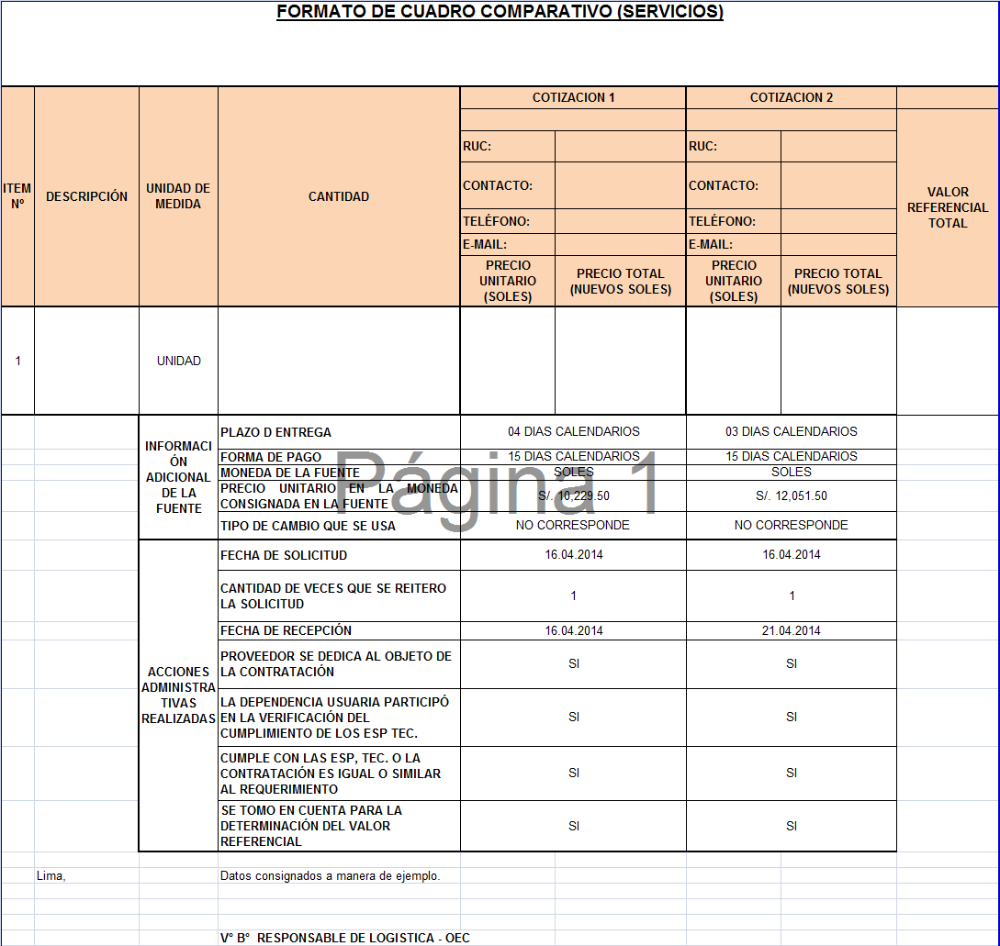 FORMATO DE CUADRO COMPARATIVO (SERVICIOS)
ITEM
Nº
DESCRIPCIÓN
UNIDAD DE
MEDIDA
CANTIDAD
COTIZACION 1
COTIZACION 2
RUC:
RUC:
CONTACTO:
CONTACTO:
TELÉFONO:
TELÉFONO:
E-MAIL:
E-MAIL:
PRECIO
UNITARIO
(SOLES)
PRECIO TOTAL
(NUEVOS SOLES)
PRECIO
UNITARIO
(SOLES)
PRECIO TOTAL
(NUEVOS SOLES)
VALOR
REFERENCIAL
TOTAL
1
UNIDAD
INFORMACI
ÓN
ADICIONAL
DE LA
FUENTE
PLAZO D ENTREGA
04 DIAS CALENDARIOS
03 DIAS CALENDARIOS
FORMA DE PAGO
15 DIAS CALENDARIOS
15 DIAS CALENDARIOS
MONEDA DE LA FUENTE
SOLES
SOLES
PRECIO UNITARIO EN LA MONEDA
CONSIGNADA EN LA FUENTE
S/. 10,229.50
S/. 12,051.50
TIPO DE CAMBIO QUE SE USA
NO CORRESPONDE
NO CORRESPONDE
Página 1
ACCIONES
ADMINISTRA
TIVAS
REALIZADAS
FECHA DE SOLICITUD
16.04.2014
16.04.2014
CANTIDAD DE VECES QUE SE REITERO
LA SOLICITUD
1
1
FECHA DE RECEPCIÓN
16.04.2014
21.04.2014
PROVEEDOR SE DEDICA AL OBJETO DE
LA CONTRATACIÓN
SI
SI
LA DEPENDENCIA USUARIA PARTICIPÓ
EN LA VERIFICACIÓN DEL
CUMPLIMIENTO DE LOS ESP TEC.
SI
SI
CUMPLE CON LAS ESP, TEC. O LA
CONTRATACIÓN ES IGUAL O SIMILAR
AL REQUERIMIENTO
SI
SI
SE TOMO EN CUENTA PARA LA
DETERMINACIÓN DEL VALOR
REFERENCIAL
SI
SI
Lima,
Datos consignados a manera de ejemplo.
V° B° RESPONSABLE DE LOGISTICA - OEC